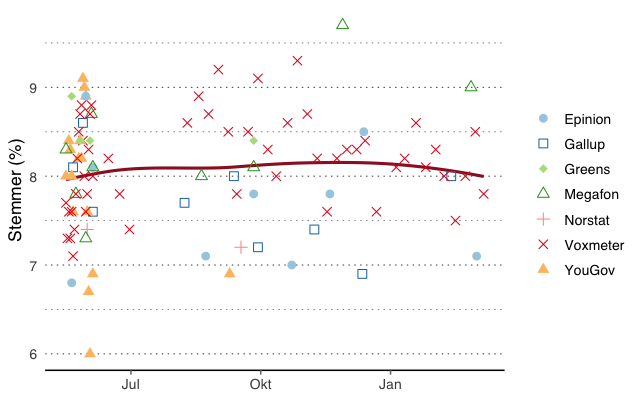 Stemmer (%)
9
8
7
6
Jul
Okt
Jan
Epinion
Gallup
Greens
Megafon
Norstat
Voxmeter
YouGov